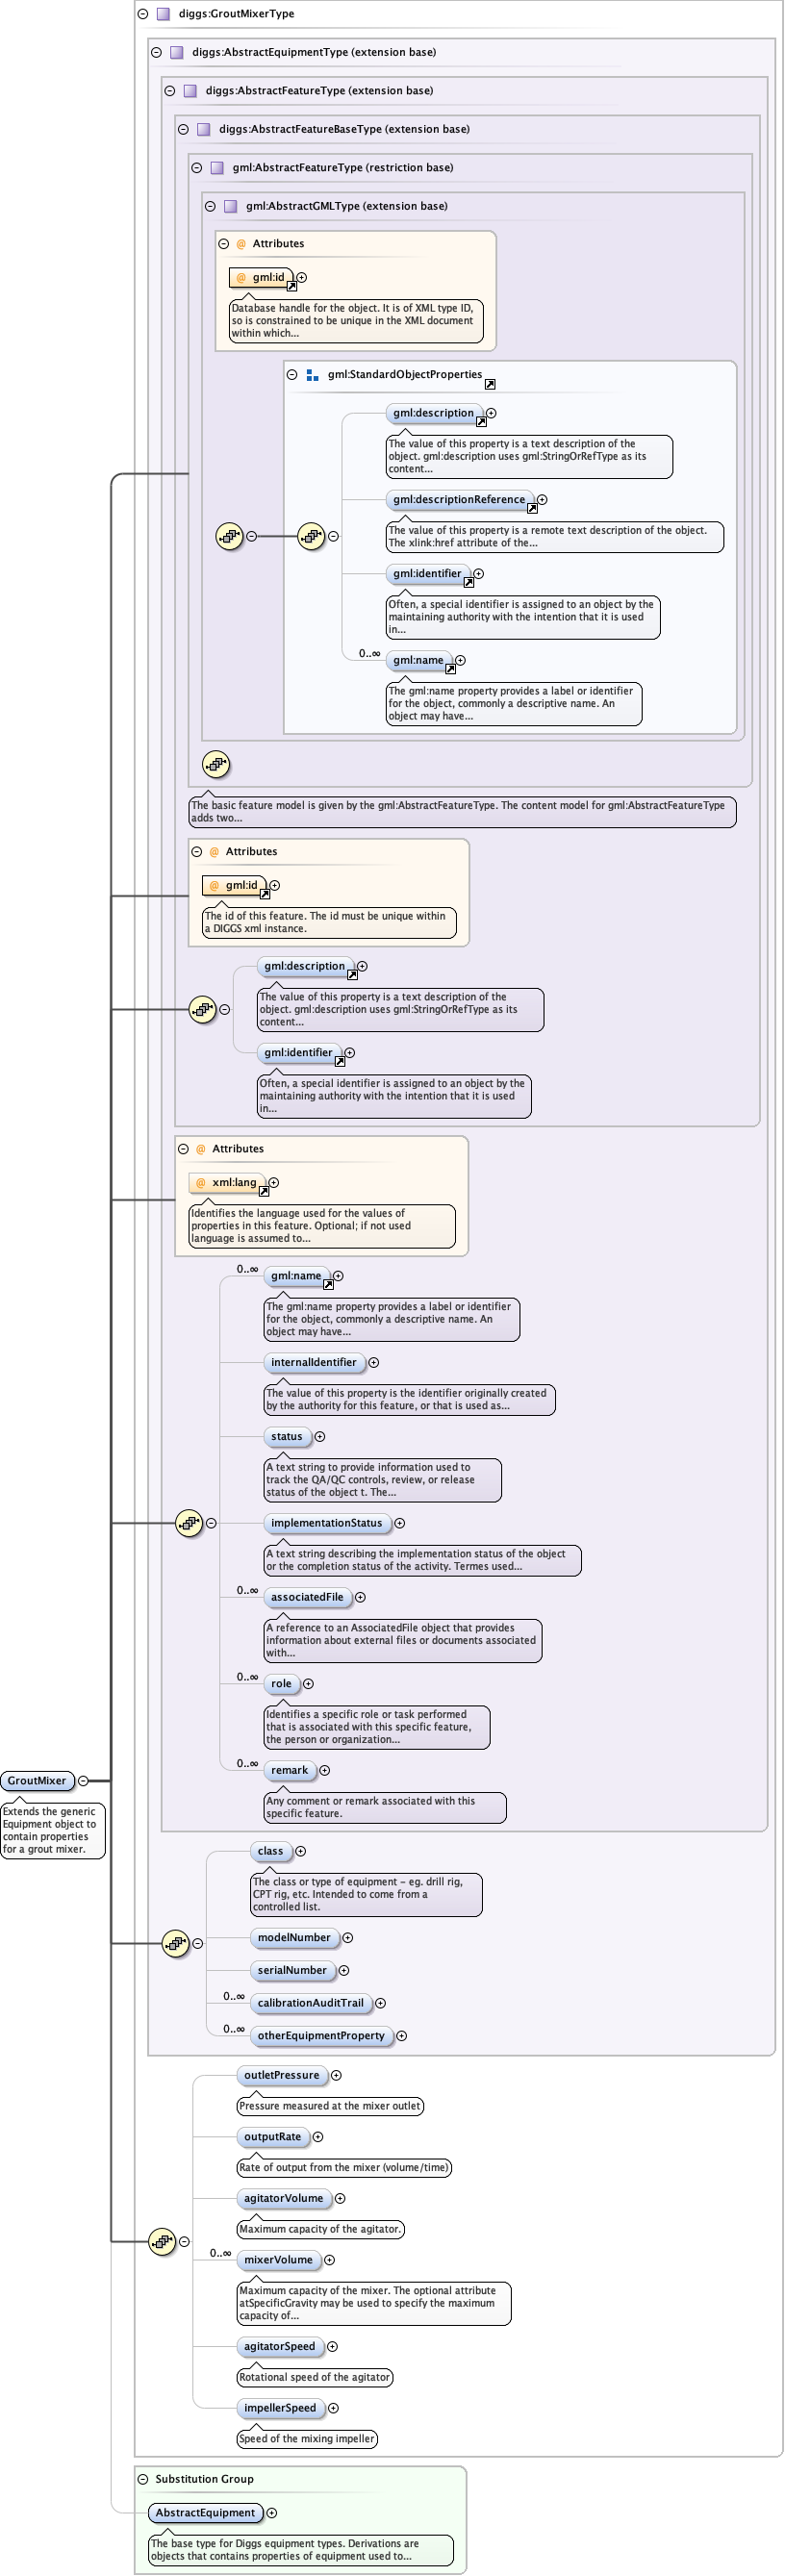 diggs:GroutMixerType
diggs:AbstractEquipmentType (extension base)
diggs:AbstractFeatureType (extension base)
diggs:AbstractFeatureBaseType (extension base)
gml:AbstractFeatureType (restriction base)
gml:AbstractGMLType (extension base)
@ Attributes
@ gml:id
Database handle for the object. It is of XML type ID,
so is constrained to be unique in the XML document
within which...
gml:StandardObjectProperties
gml:description
The value of this property is a text description of the
object. gml:description uses gml:StringOrRefType as its
content...
gml:descriptionReference
The value of this property is a remote text description of the object.
The xlink:href attribute of the...
gml:identifier
Often, a special identifier is assigned to an object by the
maintaining authority with the intention that it is used
in...
0..∞
gml:name
The gml:name property provides a label or identifier
for the object, commonly a descriptive name. An
object may have...
The basic feature model is given by the gml:AbstractFeatureType. The content model for gml:AbstractFeatureType
adds two...
@ Attributes
@ gml:id
The id of this feature. The id must be unique within
a DIGGS xml instance.
gml:description
The value of this property is a text description of the
object. gml:description uses gml:StringOrRefType as its
content...
gml:identifier
Often, a special identifier is assigned to an object by the
maintaining authority with the intention that it is used
in...
@ Attributes
@ xml:lang
Identifies the language used for the values of
properties in this feature. Optional; if not used
language is assumed to...
0..∞
gml:name
The gml:name property provides a label or identifier
for the object, commonly a descriptive name. An
object may have...
internalIdentifier
The value of this property is the identifier originally created
by the authority for this feature, or that is used as...
status
A text string to provide information used to
track the QA/QC controls, review, or release
status of the object t. The...
implementationStatus
A text string describing the implementation status of the object
or the completion status of the activity. Termes used...
0..∞
associatedFile
A reference to an AssociatedFile object that provides
information about external files or documents associated
with...
0..∞
role
Identifies a specific role or task performed
that is associated with this specific feature,
the person or organization...
0..∞
remark
Any comment or remark associated with this
specific feature.
GroutMixer
Extends the generic
Equipment object to
contain properties
for a grout mixer.
class
The class or type of equipment - eg. drill rig,
CPT rig, etc. Intended to come from a
controlled list.
modelNumber
serialNumber
0..∞
calibrationAuditTrail
0..∞
otherEquipmentProperty
outletPressure
Pressure measured at the mixer outlet
outputRate
Rate of output from the mixer (volume/time)
agitatorVolume
Maximum capacity of the agitator.
0..∞
mixerVolume
Maximum capacity of the mixer. The optional attribute
atSpecificGravity may be used to specify the maximum
capacity of...
agitatorSpeed
Rotational speed of the agitator
impellerSpeed
Speed of the mixing impeller
Substitution Group
AbstractEquipment
The base type for Diggs equipment types. Derivations are
objects that contains properties of equipment used to...